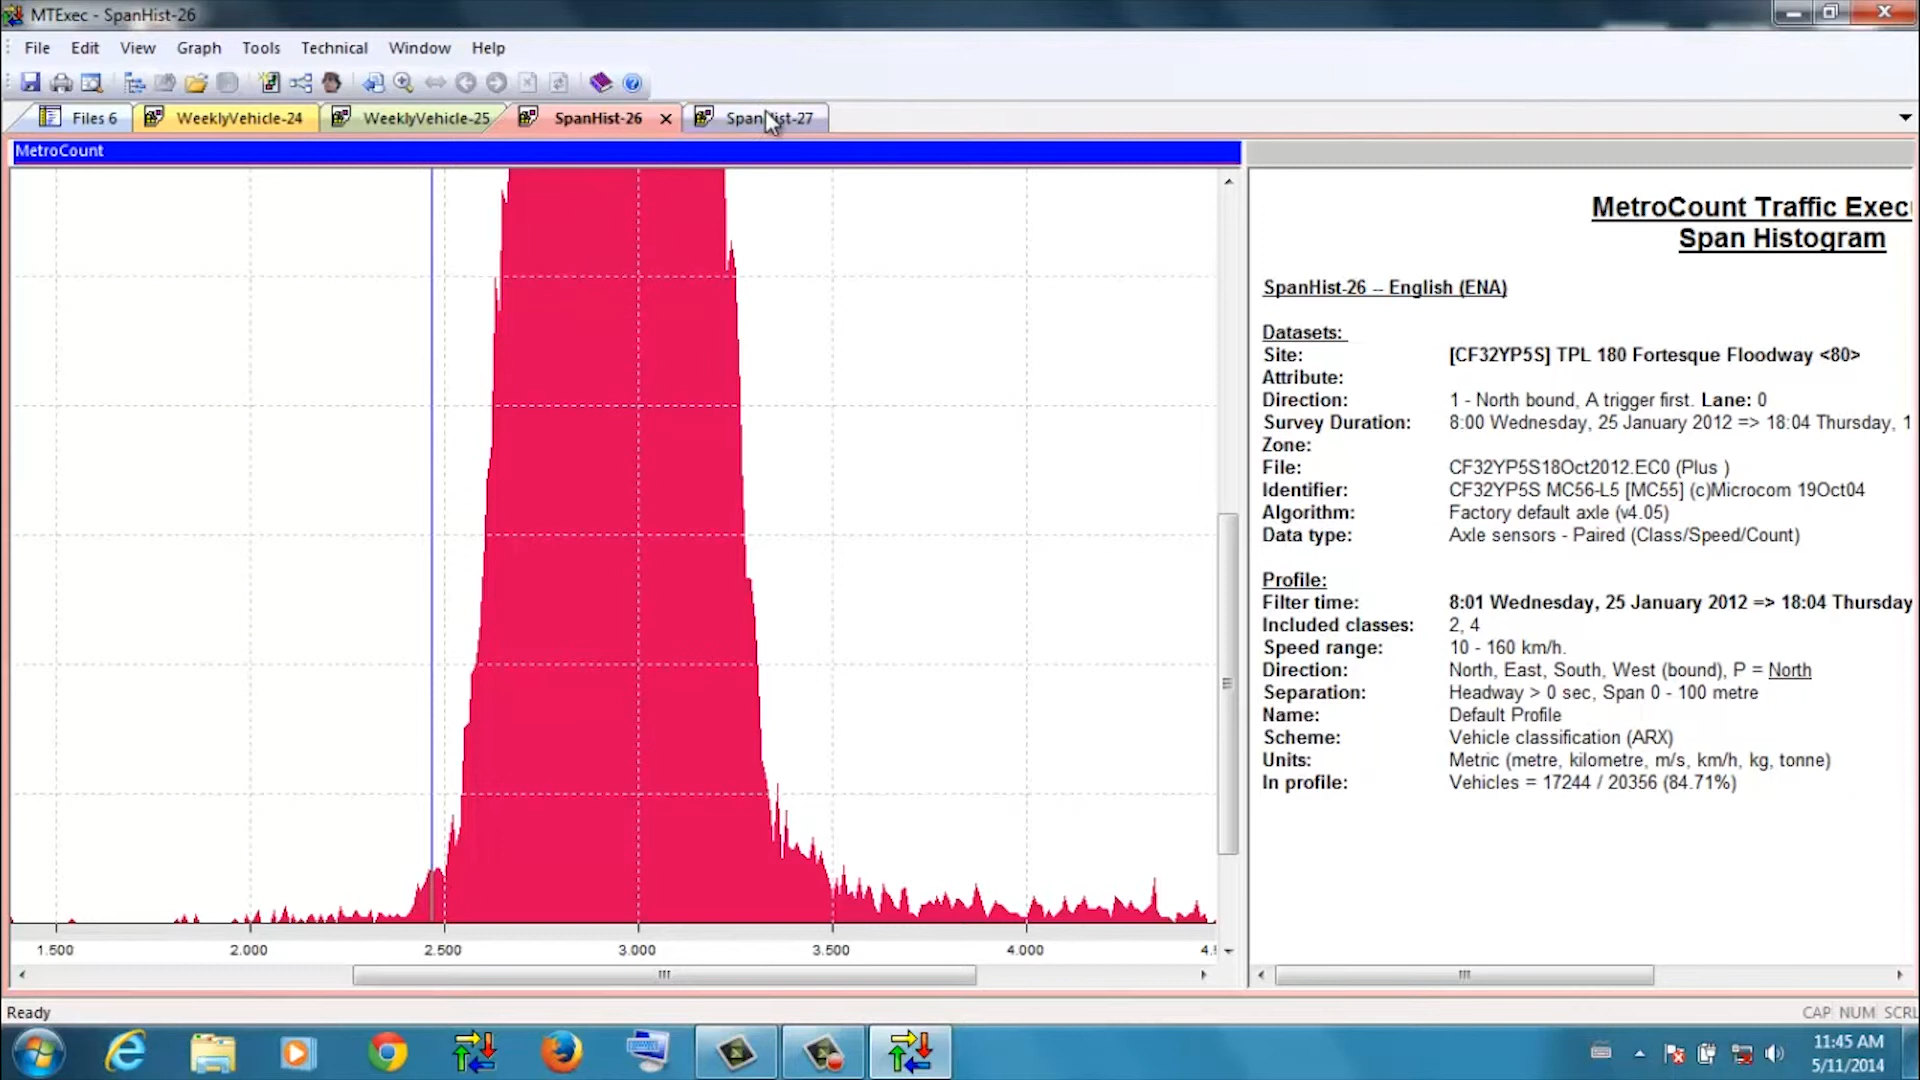 MTExec - SpanHist-26
File Edit View Graph Tools Technical Window Help
Files 6 WeeklyVehicle-24 WeeklyVehicle-25 SpanHist-26 SpanHist-27
MetroCount
1.500 2.000 2.500 3.000 3.500 4.000 4.
MetroCount Traffic Exec
Span Histogram
SpanHist-26 -- English (ENA)
Datasets:
Site: [CF32YP5S] TPL 180 Fortesque Floodway <80>
Attribute:
Direction: 1 - North bound, A trigger first. Lane: 0
Survey Duration: 8:00 Wednesday, 25 January 2012 => 18:04 Thursday, 1
Zone:
File: CF32YP5S18Oct2012.EC0 (Plus )
Identifier: CF32YP5S MC56-L5 [MC55] (c)Microcom 19Oct04
Algorithm: Factory default axle (v4.05)
Data type: Axle sensors - Paired (Class/Speed/Count)
Profile:
Filter time: 8:01 Wednesday, 25 January 2012 => 18:04 Thursday
Included classes: 2, 4
Speed range: 10 - 160 km/h.
Direction: North, East, South, West (bound), P = North
Separation: Headway > 0 sec, Span 0 - 100 metre
Name: Default Profile
Scheme: Vehicle classification (ARX)
Units: Metric (metre, kilometre, m/s, km/h, kg, tonne)
In profile: Vehicles = 17244 / 20356 (84.71%)
Ready
CAP NUM SCRL
11:45 AM
5/11/2014